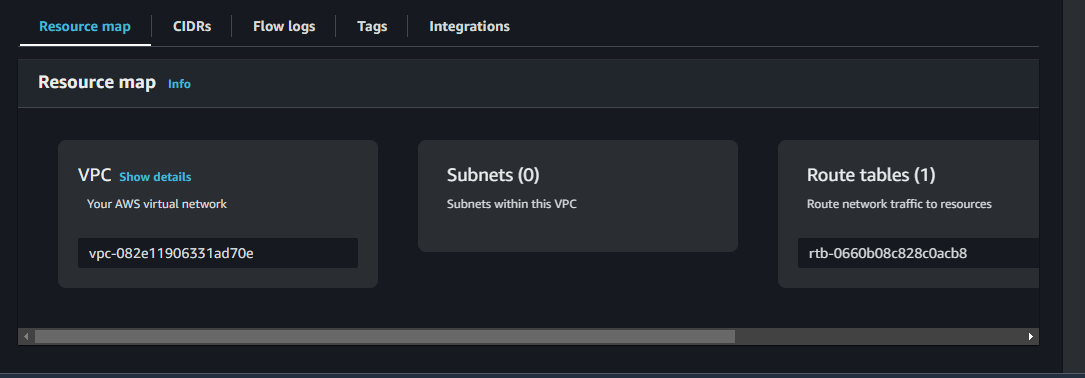 Resource map
CIDRs
Flow logs
Tags
Integrations
Resource map Info
VPC Show details
Your AWS virtual network
vpc-082e11906331ad70e
Subnets (0)
Subnets within this VPC
Route tables (1)
Route network traffic to resources
rtb-0660b08c828c0acb8